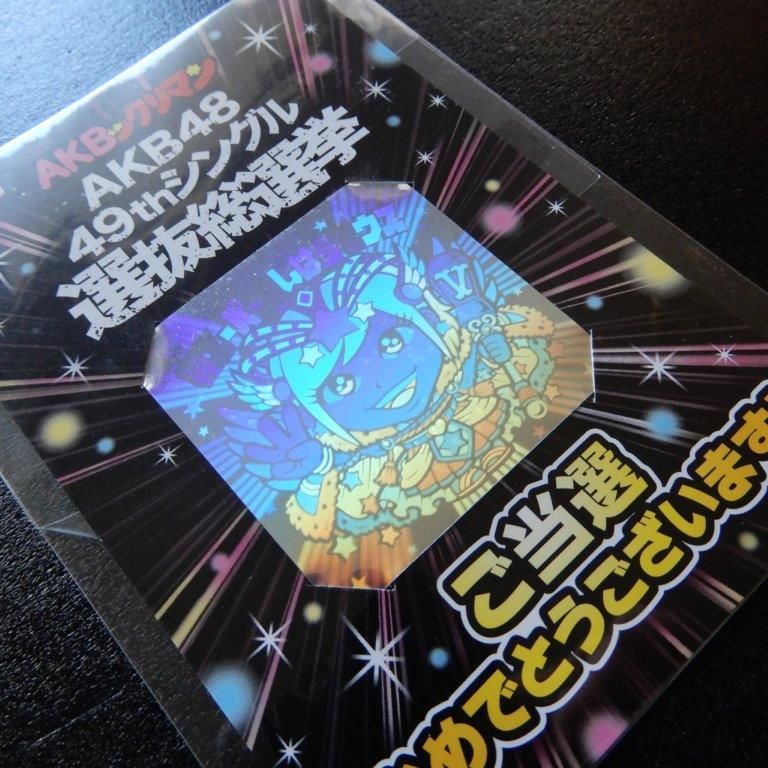 AKBックリマン
AKB48
49thシングル
選抜総選挙
ご当選
めでとうございます